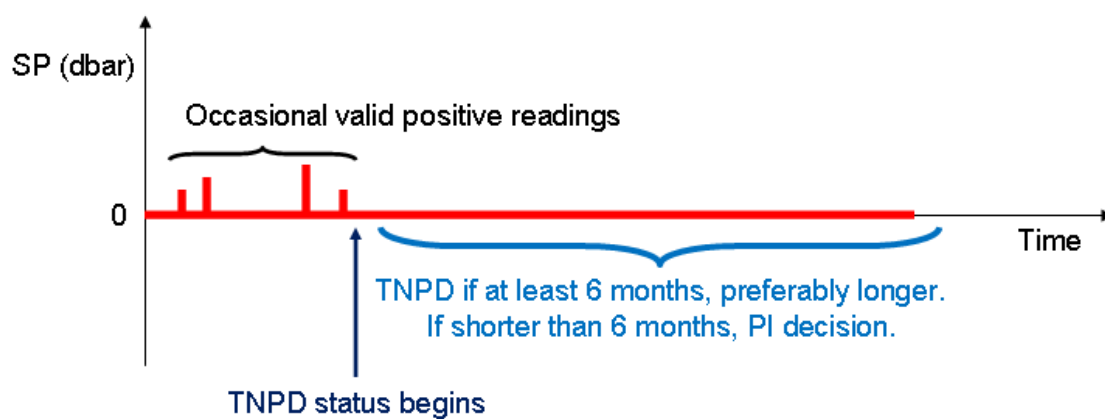 SP (dbar)
Occasional valid positive readings
0
Time
TNPD if at least 6 months, preferably longer.
If shorter than 6 months, PI decision.
TNPD status begins